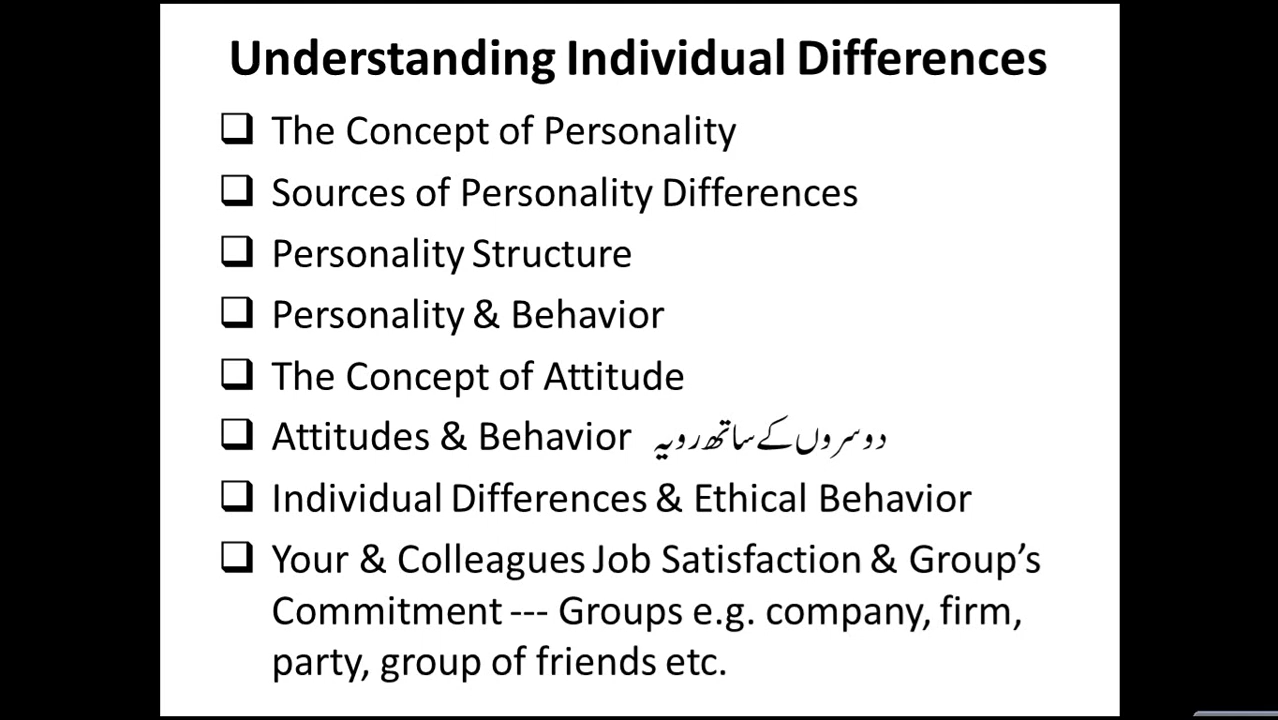 Understanding Individual Differences
❑ The Concept of Personality
❑ Sources of Personality Differences
❑ Personality Structure
❑ Personality & Behavior
❑ The Concept of Attitude
❑ Attitudes & Behavior دوسروں کے ساتھ رویہ
❑ Individual Differences & Ethical Behavior
❑ Your & Colleagues Job Satisfaction & Group’s
Commitment --- Groups e.g. company, firm,
party, group of friends etc.